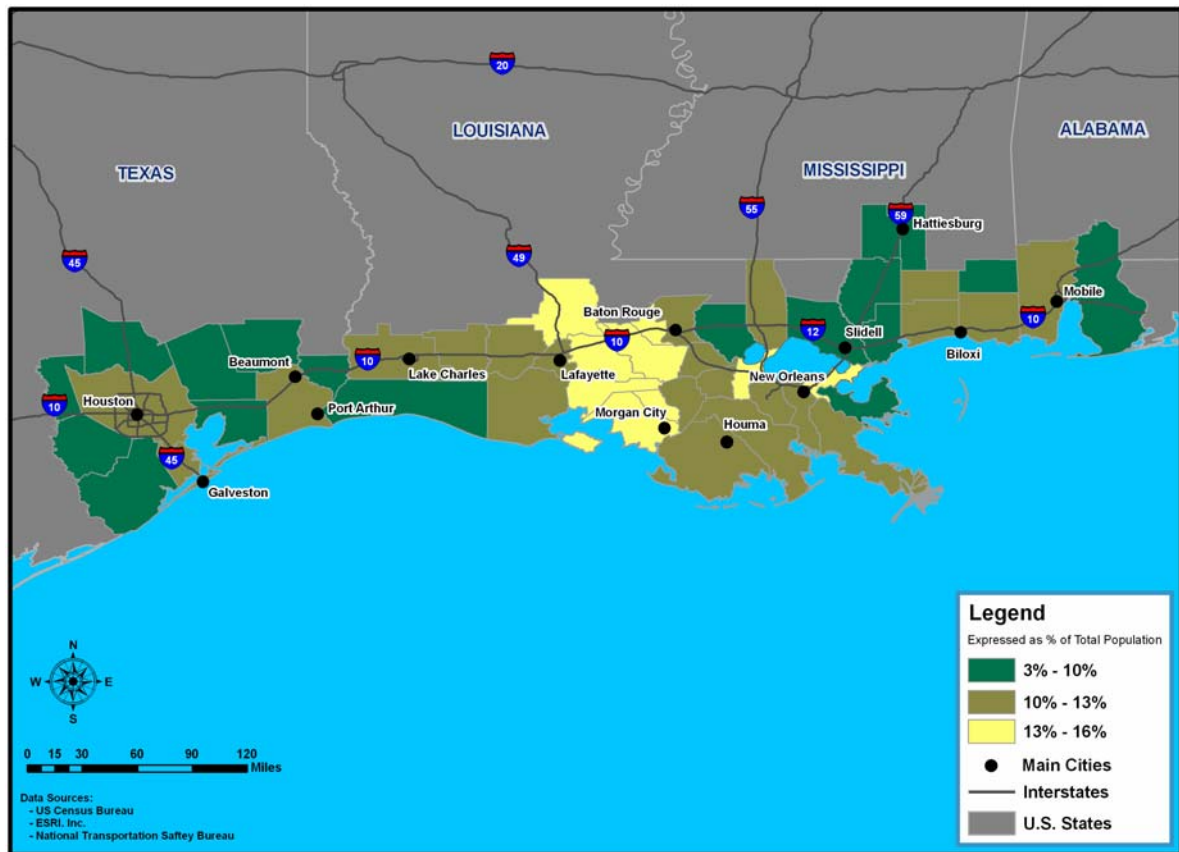 20
LOUISIANA
ALABAMA
TEXAS
MISSISSIPPI
55
59
Hattiesburg
45
49
Mobile
Baton Rouge
10
12
10
Slidell
Beaumont
10
Lake Charles
Lafayette
Biloxi
New Orleans
Houston
10
Port Arthur
Morgan City
Houma
45
Galveston
Legend
Expressed as % of Total Population
3% - 10%
10% - 13%
13% - 16%
Main Cities
Interstates
U.S. States
N
W E
S
0 15 30 60 90 120
Miles
Data Sources:
- US Census Bureau
- ESRI. Inc.
- National Transportation Saftey Bureau